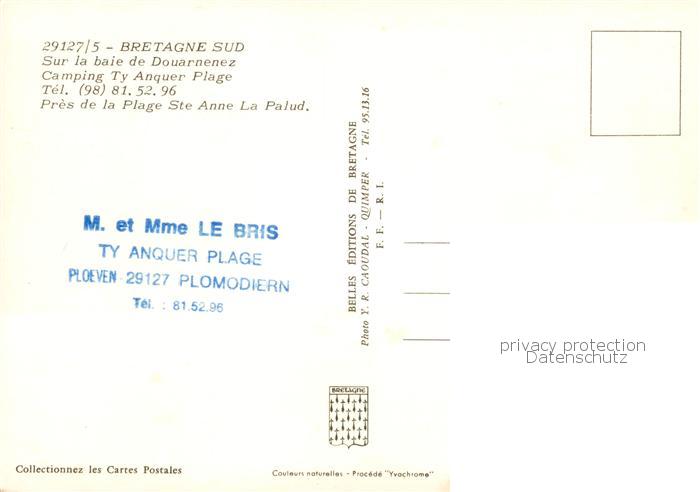 29127/5 - BRETAGNE SUD
Sur la baie de Douarnenez
Camping Ty Anquer Plage
Tél. (98) 81. 52. 96
Près de la Plage Ste Anne La Palud.
M. et Mme LE BRIS
TY ANQUER PLAGE
PLOEVEN 29127 PLOMODIERN
Tél. : 81.52.96
BELLES ÉDITIONS DE BRETAGNE
Photo Y. R. CAOUDAL - QUIMPER - Tél. 95.13.16
F. F. — R. I.
privacy protection
Datenschutz
BRETAGNE
Collectionnez les Cartes Postales
Couleurs naturelles - Procédé "Yvochrome"